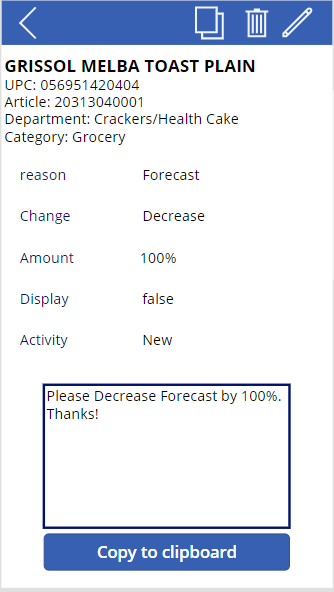 GRISSOL MELBA TOAST PLAIN
UPC: 056951420404
Article: 20313040001
Department: Crackers/Health Cake
Category: Grocery
reason Forecast
Change Decrease
Amount 100%
Display false
Activity New
Please Decrease Forecast by 100%.
Thanks!
Copy to clipboard